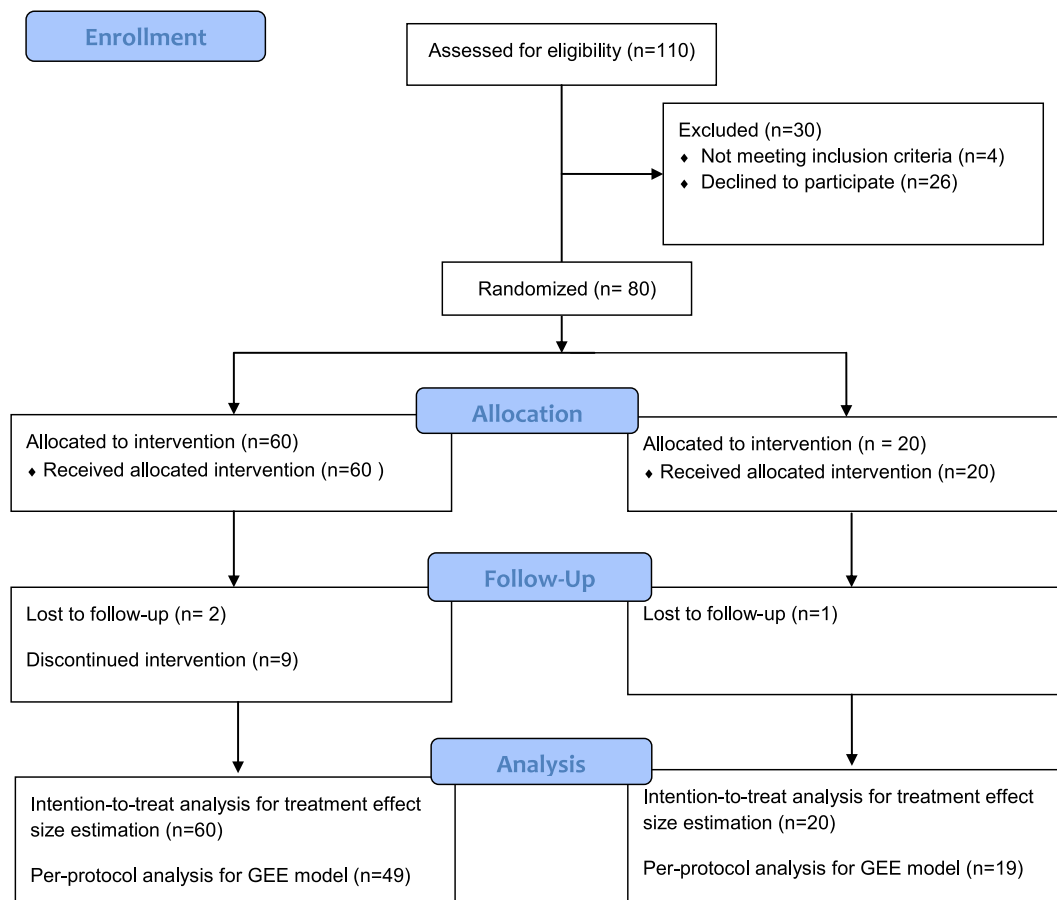 Enrollment
Assessed for eligibility (n=110)
Excluded (n=30)
♦ Not meeting inclusion criteria (n=4)
♦ Declined to participate (n=26)
Randomized (n= 80)
Allocation
Allocated to intervention (n=60)
♦ Received allocated intervention (n=60 )
Allocated to intervention (n = 20)
♦ Received allocated intervention (n=20)
Follow-Up
Lost to follow-up (n= 2)
Discontinued intervention (n=9)
Lost to follow-up (n=1)
Analysis
Intention-to-treat analysis for treatment effect
size estimation (n=60)
Per-protocol analysis for GEE model (n=49)
Intention-to-treat analysis for treatment effect
size estimation (n=20)
Per-protocol analysis for GEE model (n=19)